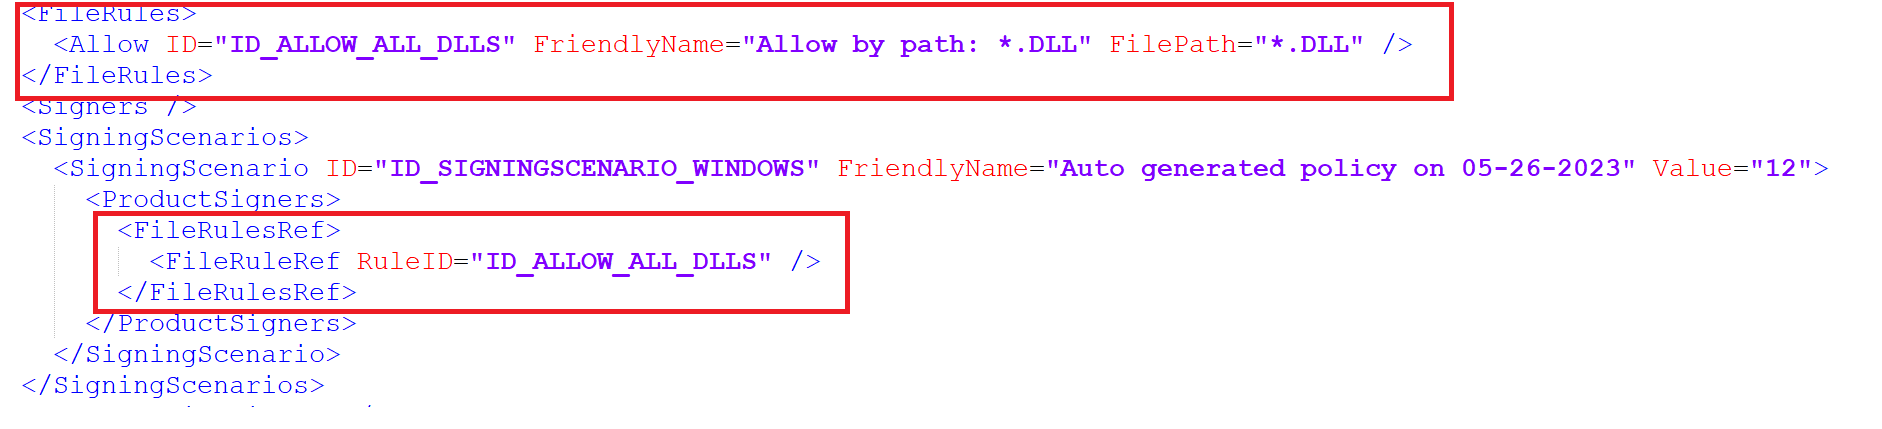 <FileRules>
<Allow ID="ID_ALLOW_ALL_DLLS" FriendlyName="Allow by path: *.DLL" FilePath="*.DLL" />
</FileRules>
<Signers />
<SigningScenarios>
<SigningScenario ID="ID_SIGNINGSCENARIO_WINDOWS" FriendlyName="Auto generated policy on 05-26-2023" Value="12">
<ProductSigners>
<FileRulesRef>
<FileRuleRef RuleID="ID_ALLOW_ALL_DLLS" />
</FileRulesRef>
</ProductSigners>
</SigningScenario>
</SigningScenarios>